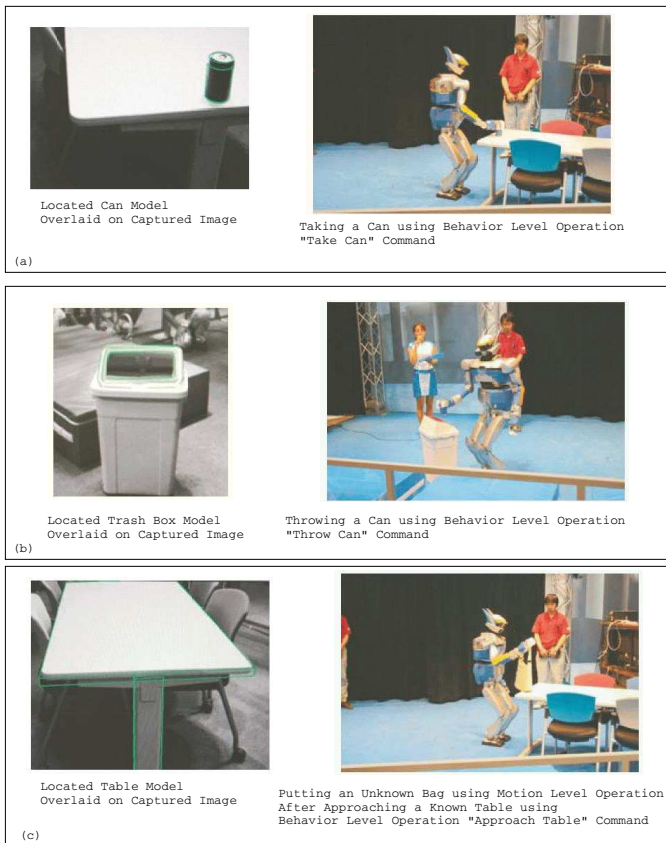 Located Can Model
Overlaid on Captured Image
Taking a Can using Behavior Level Operation
"Take Can" Command
(a)
Located Trash Box Model
Overlaid on Captured Image
Throwing a Can using Behavior Level Operation
"Throw Can" Command
(b)
Located Table Model
Overlaid on Captured Image
Putting an Unknown Bag using Motion Level Operation
After Approaching a Known Table using
Behavior Level Operation "Approach Table" Command
(c)